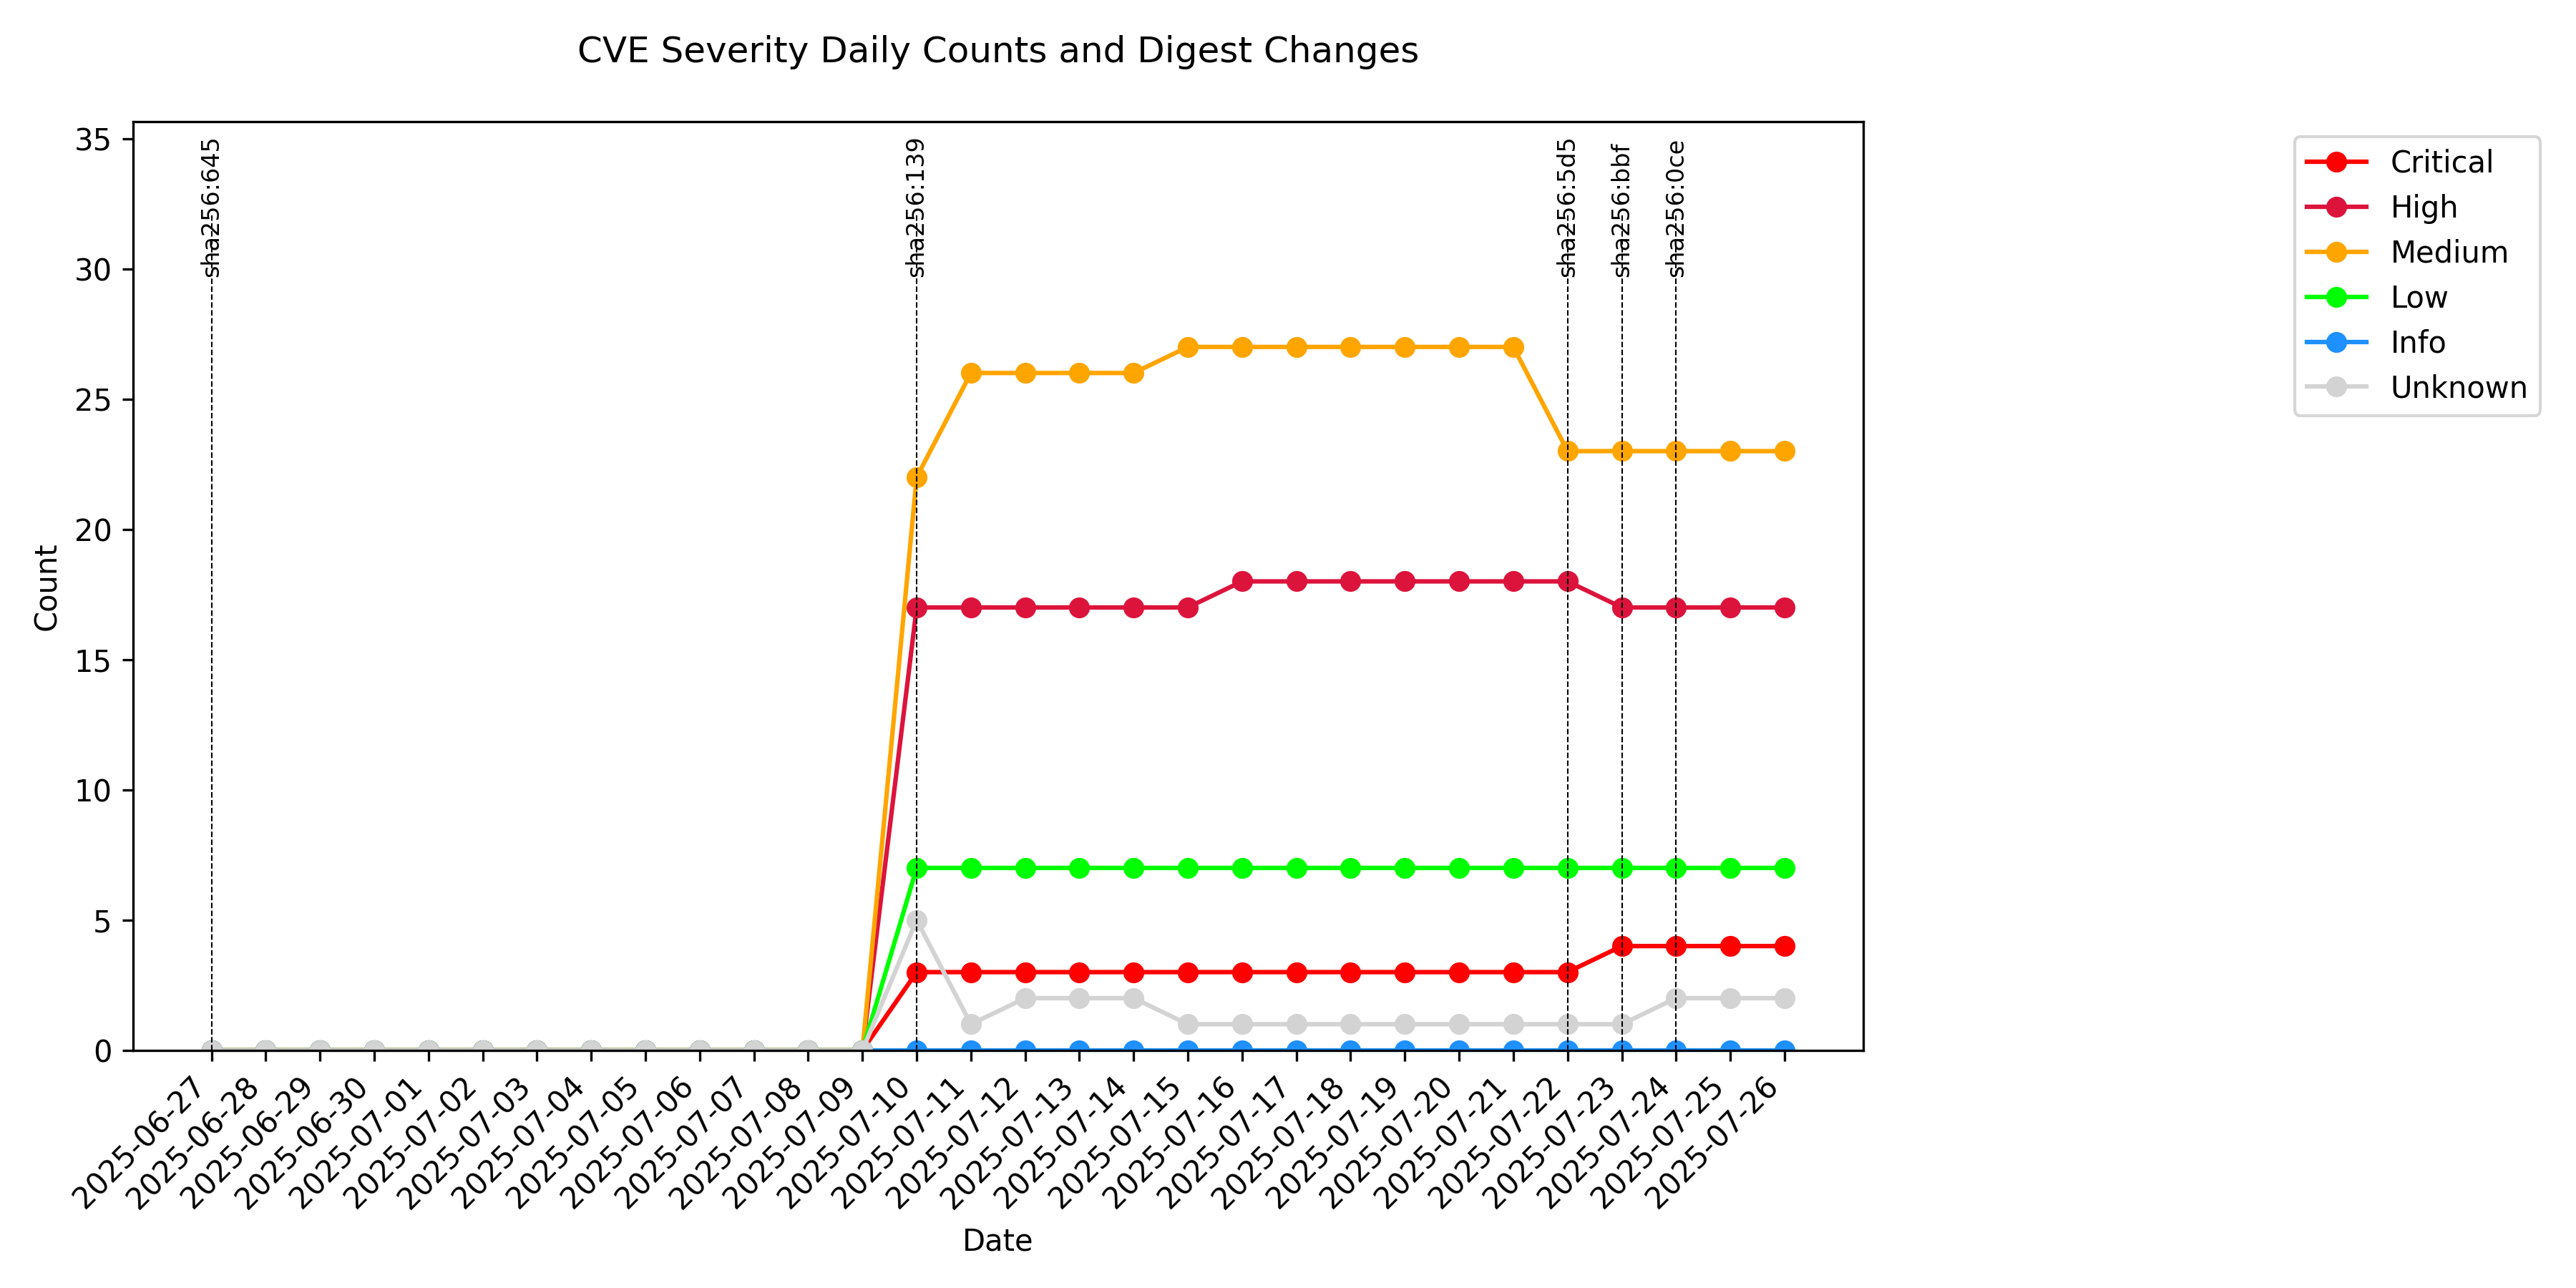 CVE Severity Daily Counts and Digest Changes
35
30
25
20
15
10
5
0
Count
sha256:645
sha256:139
sha256:5d5
sha256:bbf
sha256:0ce
Critical
High
Medium
Low
Info
Unknown
2025-06-27
2025-06-28
2025-06-29
2025-06-30
2025-07-01
2025-07-02
2025-07-03
2025-07-04
2025-07-05
2025-07-06
2025-07-07
2025-07-08
2025-07-09
2025-07-10
2025-07-11
2025-07-12
2025-07-13
2025-07-14
2025-07-15
2025-07-16
2025-07-17
2025-07-18
2025-07-19
2025-07-20
2025-07-21
2025-07-22
2025-07-23
2025-07-24
2025-07-25
2025-07-26
Date